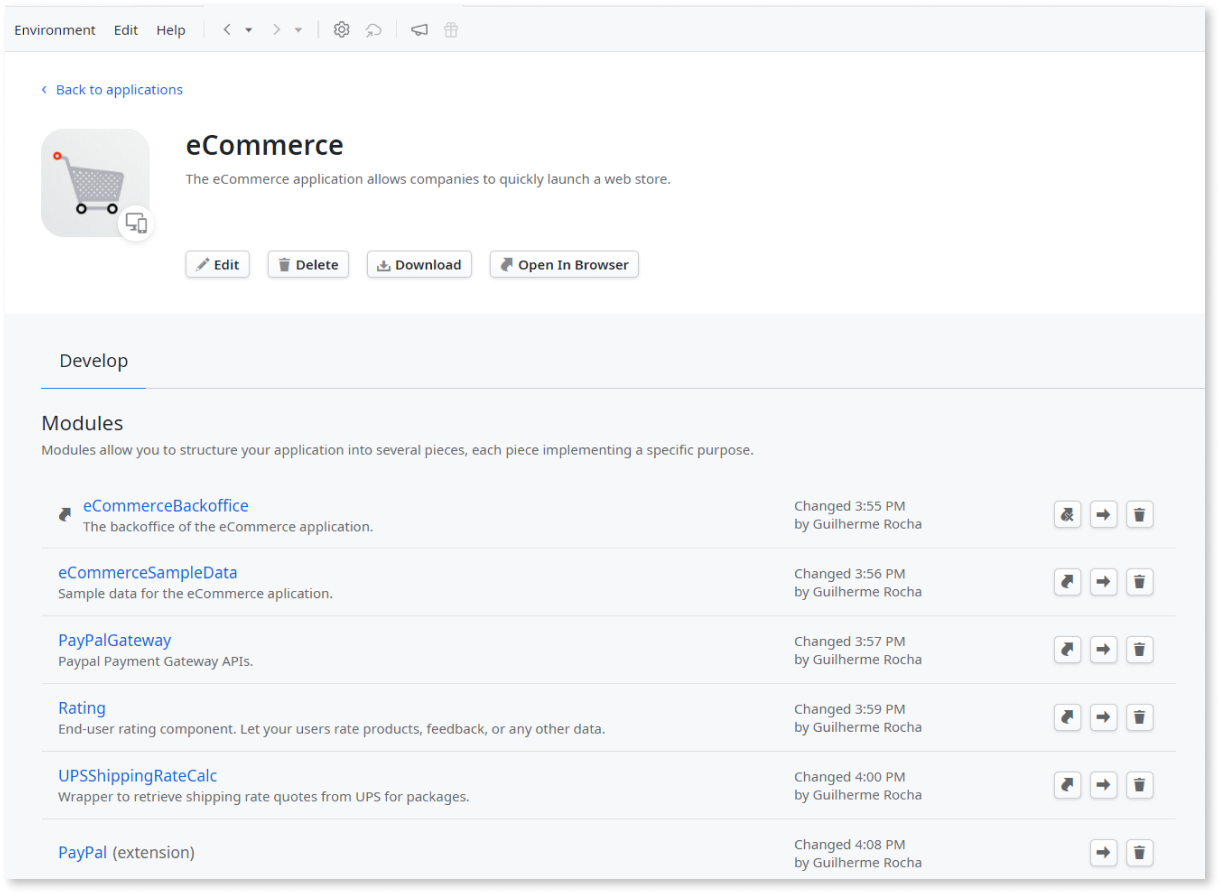 Environment Edit Help
Back to applications
eCommerce
The eCommerce application allows companies to quickly launch a web store.
Edit Delete Download Open In Browser
Develop
Modules
Modules allow you to structure your application into several pieces, each piece implementing a specific purpose.
eCommerceBackoffice
The backoffice of the eCommerce application.
Changed 3:55 PM
by Guilherme Rocha
eCommerceSampleData
Sample data for the eCommerce aplication.
Changed 3:56 PM
by Guilherme Rocha
PayPalGateway
Paypal Payment Gateway APIs.
Changed 3:57 PM
by Guilherme Rocha
Rating
End-user rating component. Let your users rate products, feedback, or any other data.
Changed 3:59 PM
by Guilherme Rocha
UPSShippingRateCalc
Wrapper to retrieve shipping rate quotes from UPS for packages.
Changed 4:00 PM
by Guilherme Rocha
PayPal (extension)
Changed 4:08 PM
by Guilherme Rocha